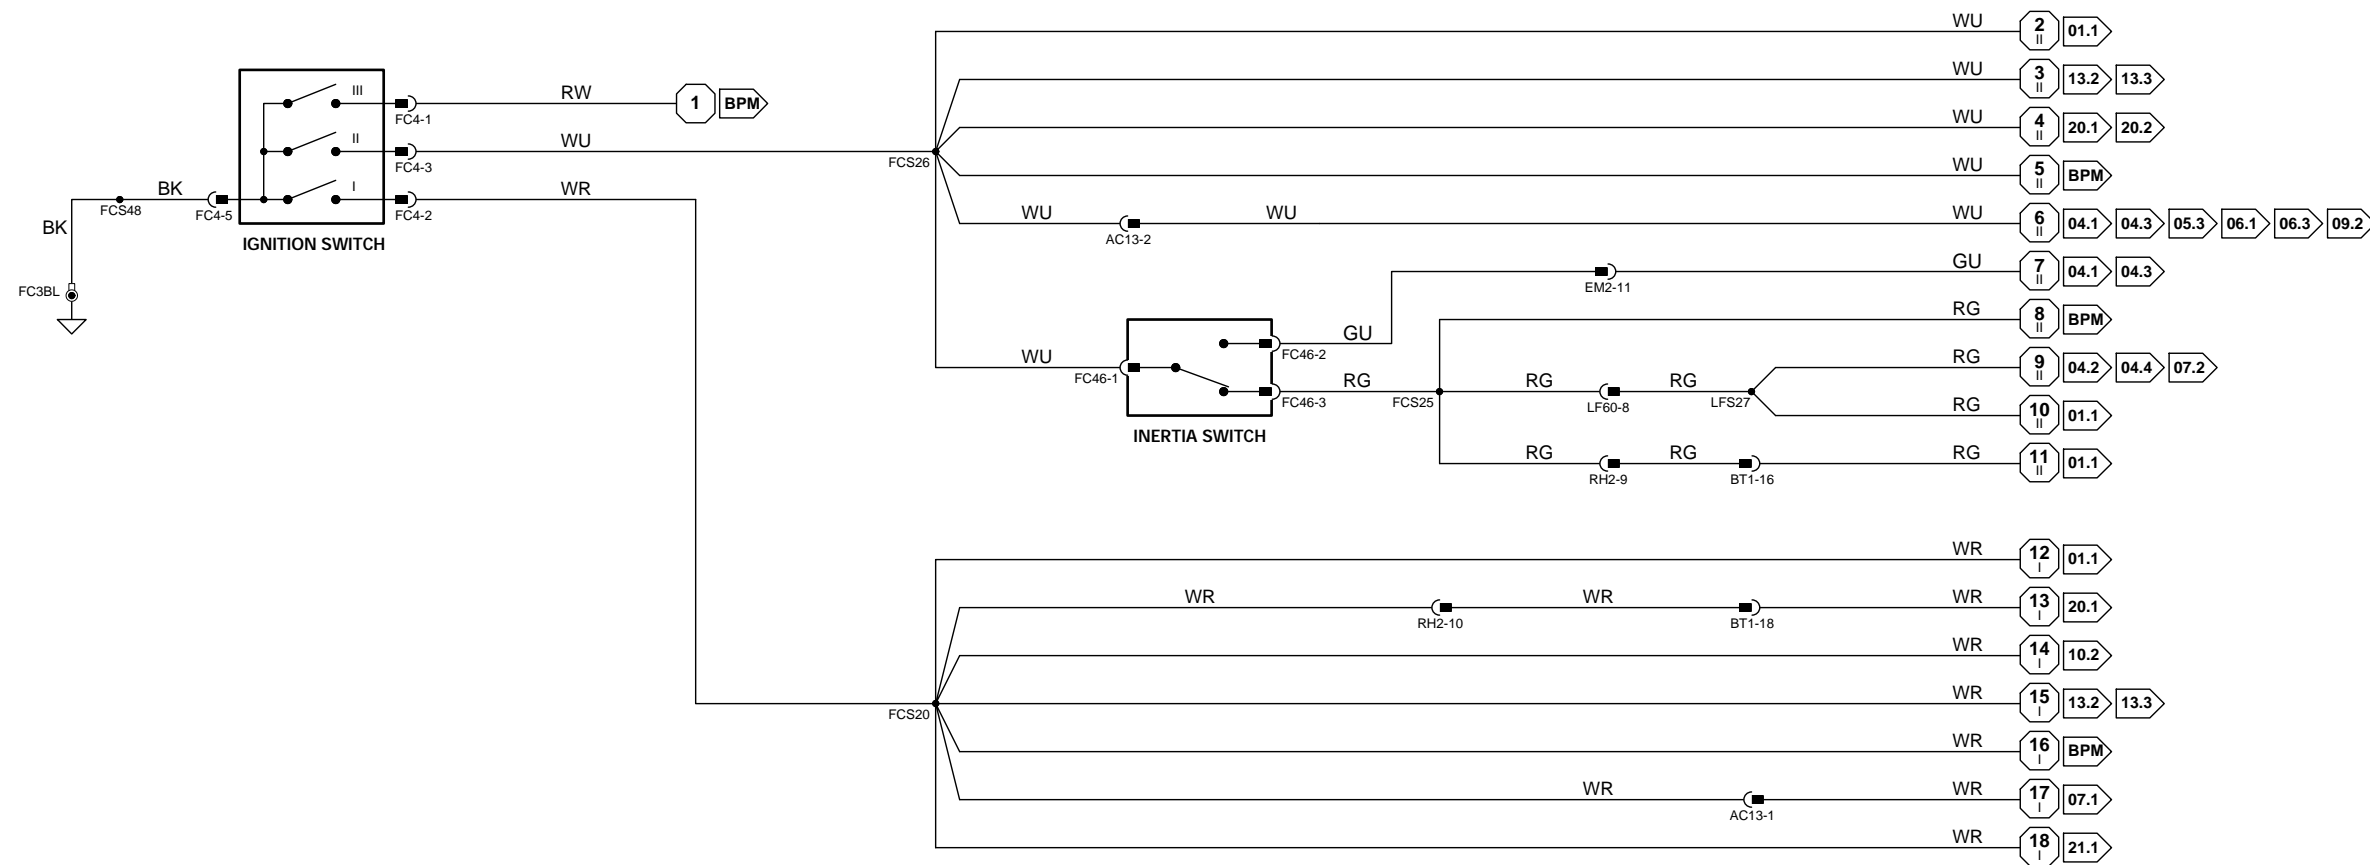 WU 2 II 01.1
WU 3 II 13.2 13.3
III RW 1 BPM
FC4-1
WU 4 II 20.1 20.2
II WU
FC4-3 FCS26
WU 5 II BPM
BK I WR
FCS48 FC4-5 FC4-2
BK
WU WU WU 6 II 04.1 04.3 05.3 06.1 06.3 09.2
AC13-2
IGNITION SWITCH
GU 7 II 04.1 04.3
EM2-11
FC3BL
RG 8 II BPM
GU
FC46-2
WU
FC46-1
RG 9 II 04.2 04.4 07.2
RG RG RG
FC46-3 FCS25 LF60-8 LFS27
RG 10 II 01.1
INERTIA SWITCH
RG RG RG 11 II 01.1
RH2-9 BT1-16
WR 12 I 01.1
WR WR WR 13 I 20.1
RH2-10 BT1-18
WR 14 I 10.2
WR 15 I 13.2 13.3
FCS20
WR 16 I BPM
WR WR 17 I 07.1
AC13-1
WR 18 I 21.1